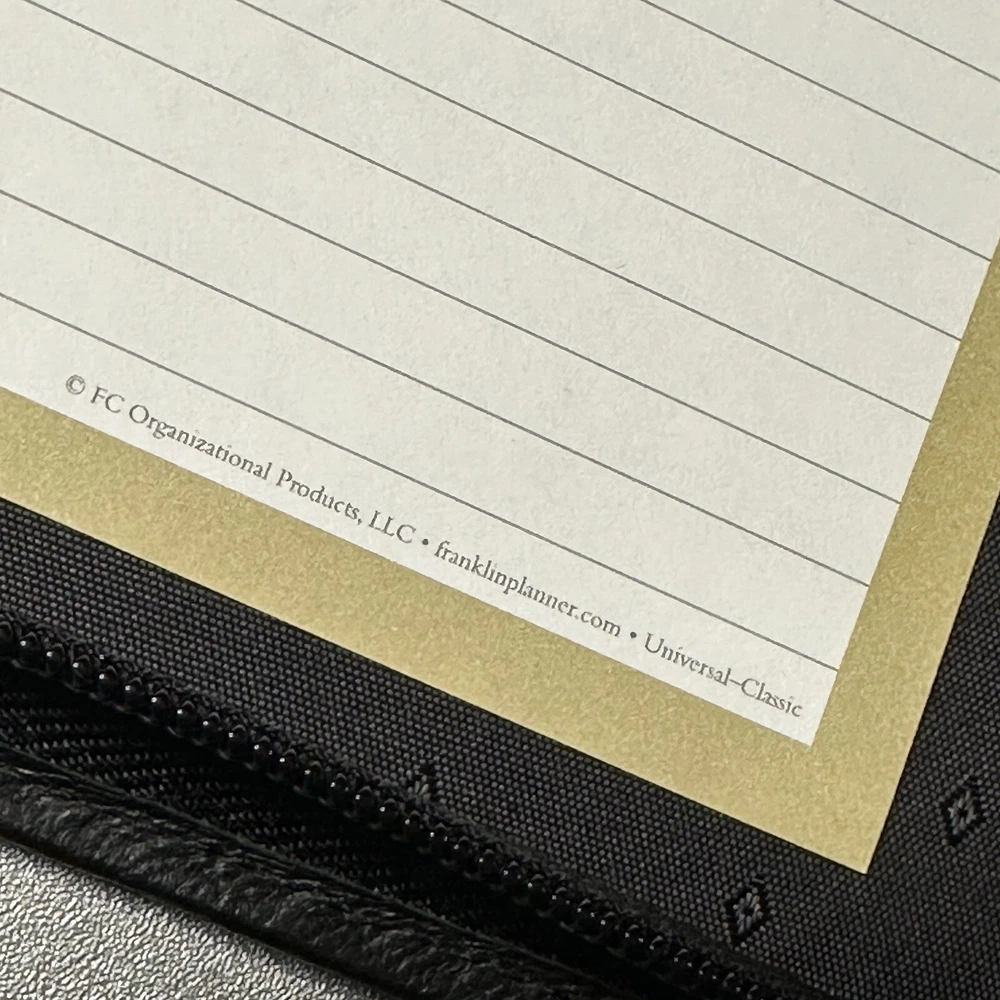 © FC Organizational Products, LLC • franklinplanner.com • Universal–Classic